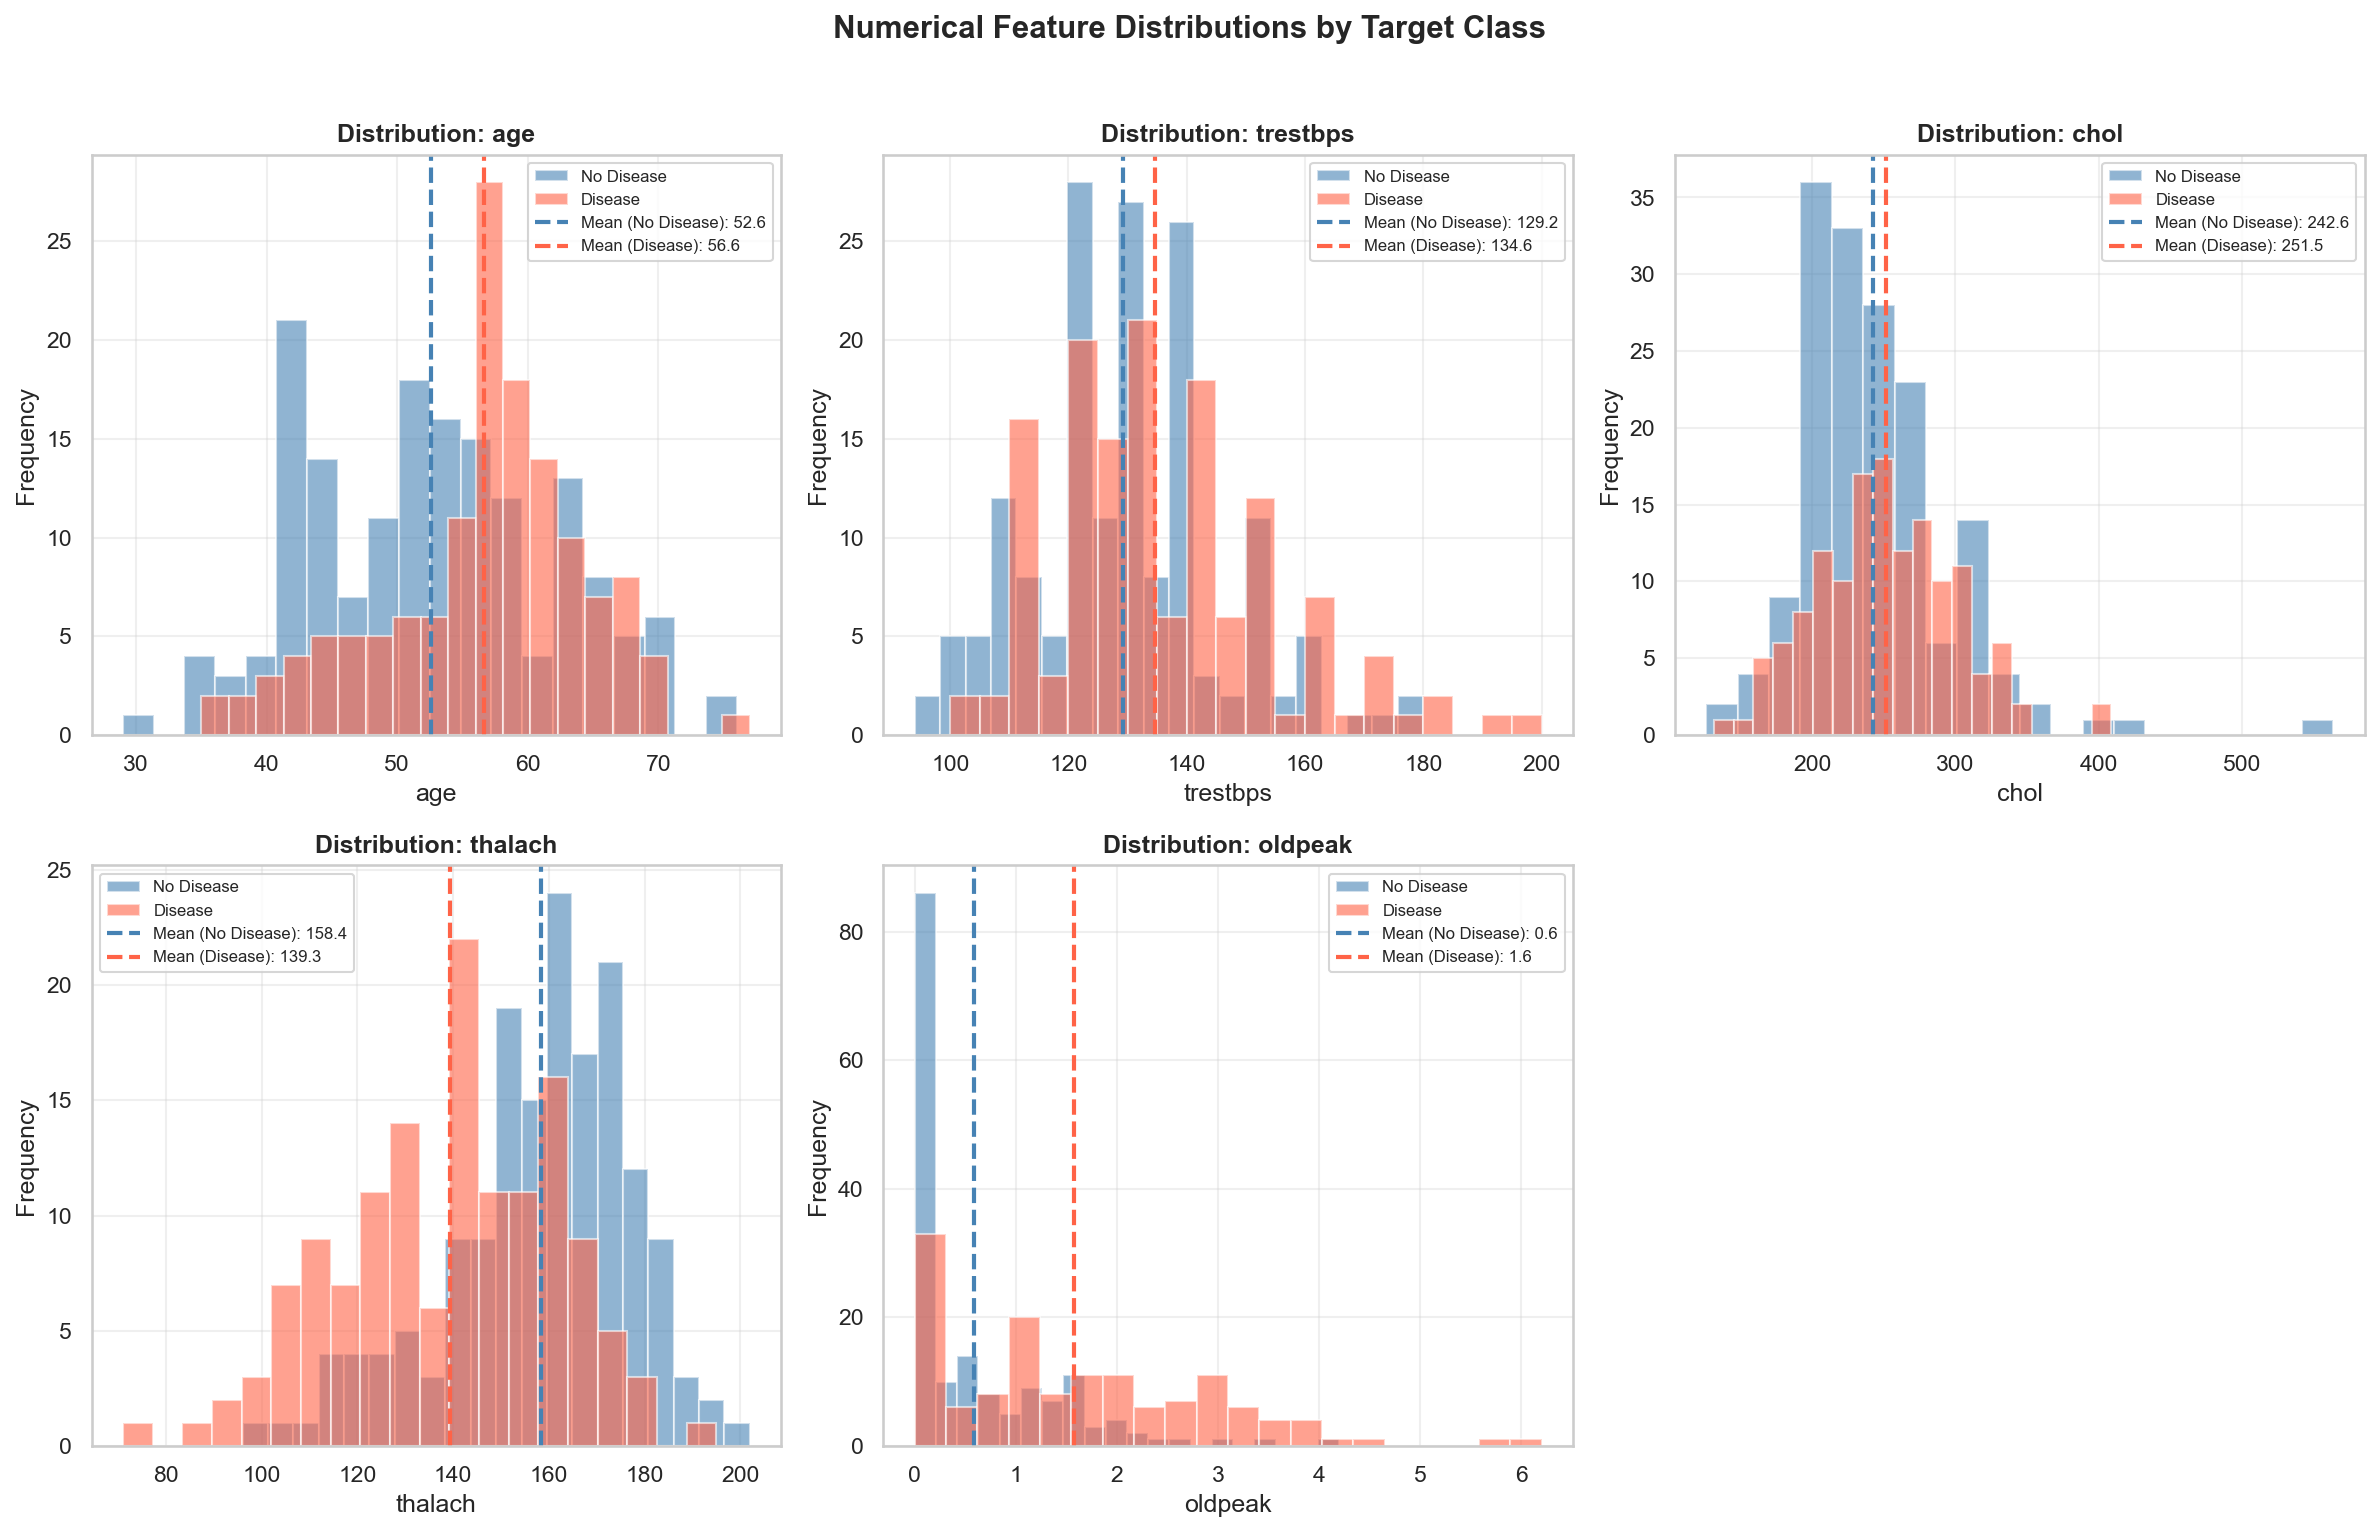 Numerical Feature Distributions by Target Class
Distribution: age
No Disease
Disease
Mean (No Disease): 52.6
Mean (Disease): 56.6
Frequency
0
5
10
15
20
25
30 40 50 60 70
age
Distribution: trestbps
No Disease
Disease
Mean (No Disease): 129.2
Mean (Disease): 134.6
Frequency
0
5
10
15
20
25
100 120 140 160 180 200
trestbps
Distribution: chol
No Disease
Disease
Mean (No Disease): 242.6
Mean (Disease): 251.5
Frequency
0
5
10
15
20
25
30
35
200 300 400 500
chol
Distribution: thalach
No Disease
Disease
Mean (No Disease): 158.4
Mean (Disease): 139.3
Frequency
0
5
10
15
20
25
80 100 120 140 160 180 200
thalach
Distribution: oldpeak
No Disease
Disease
Mean (No Disease): 0.6
Mean (Disease): 1.6
Frequency
0
20
40
60
80
0 1 2 3 4 5 6
oldpeak